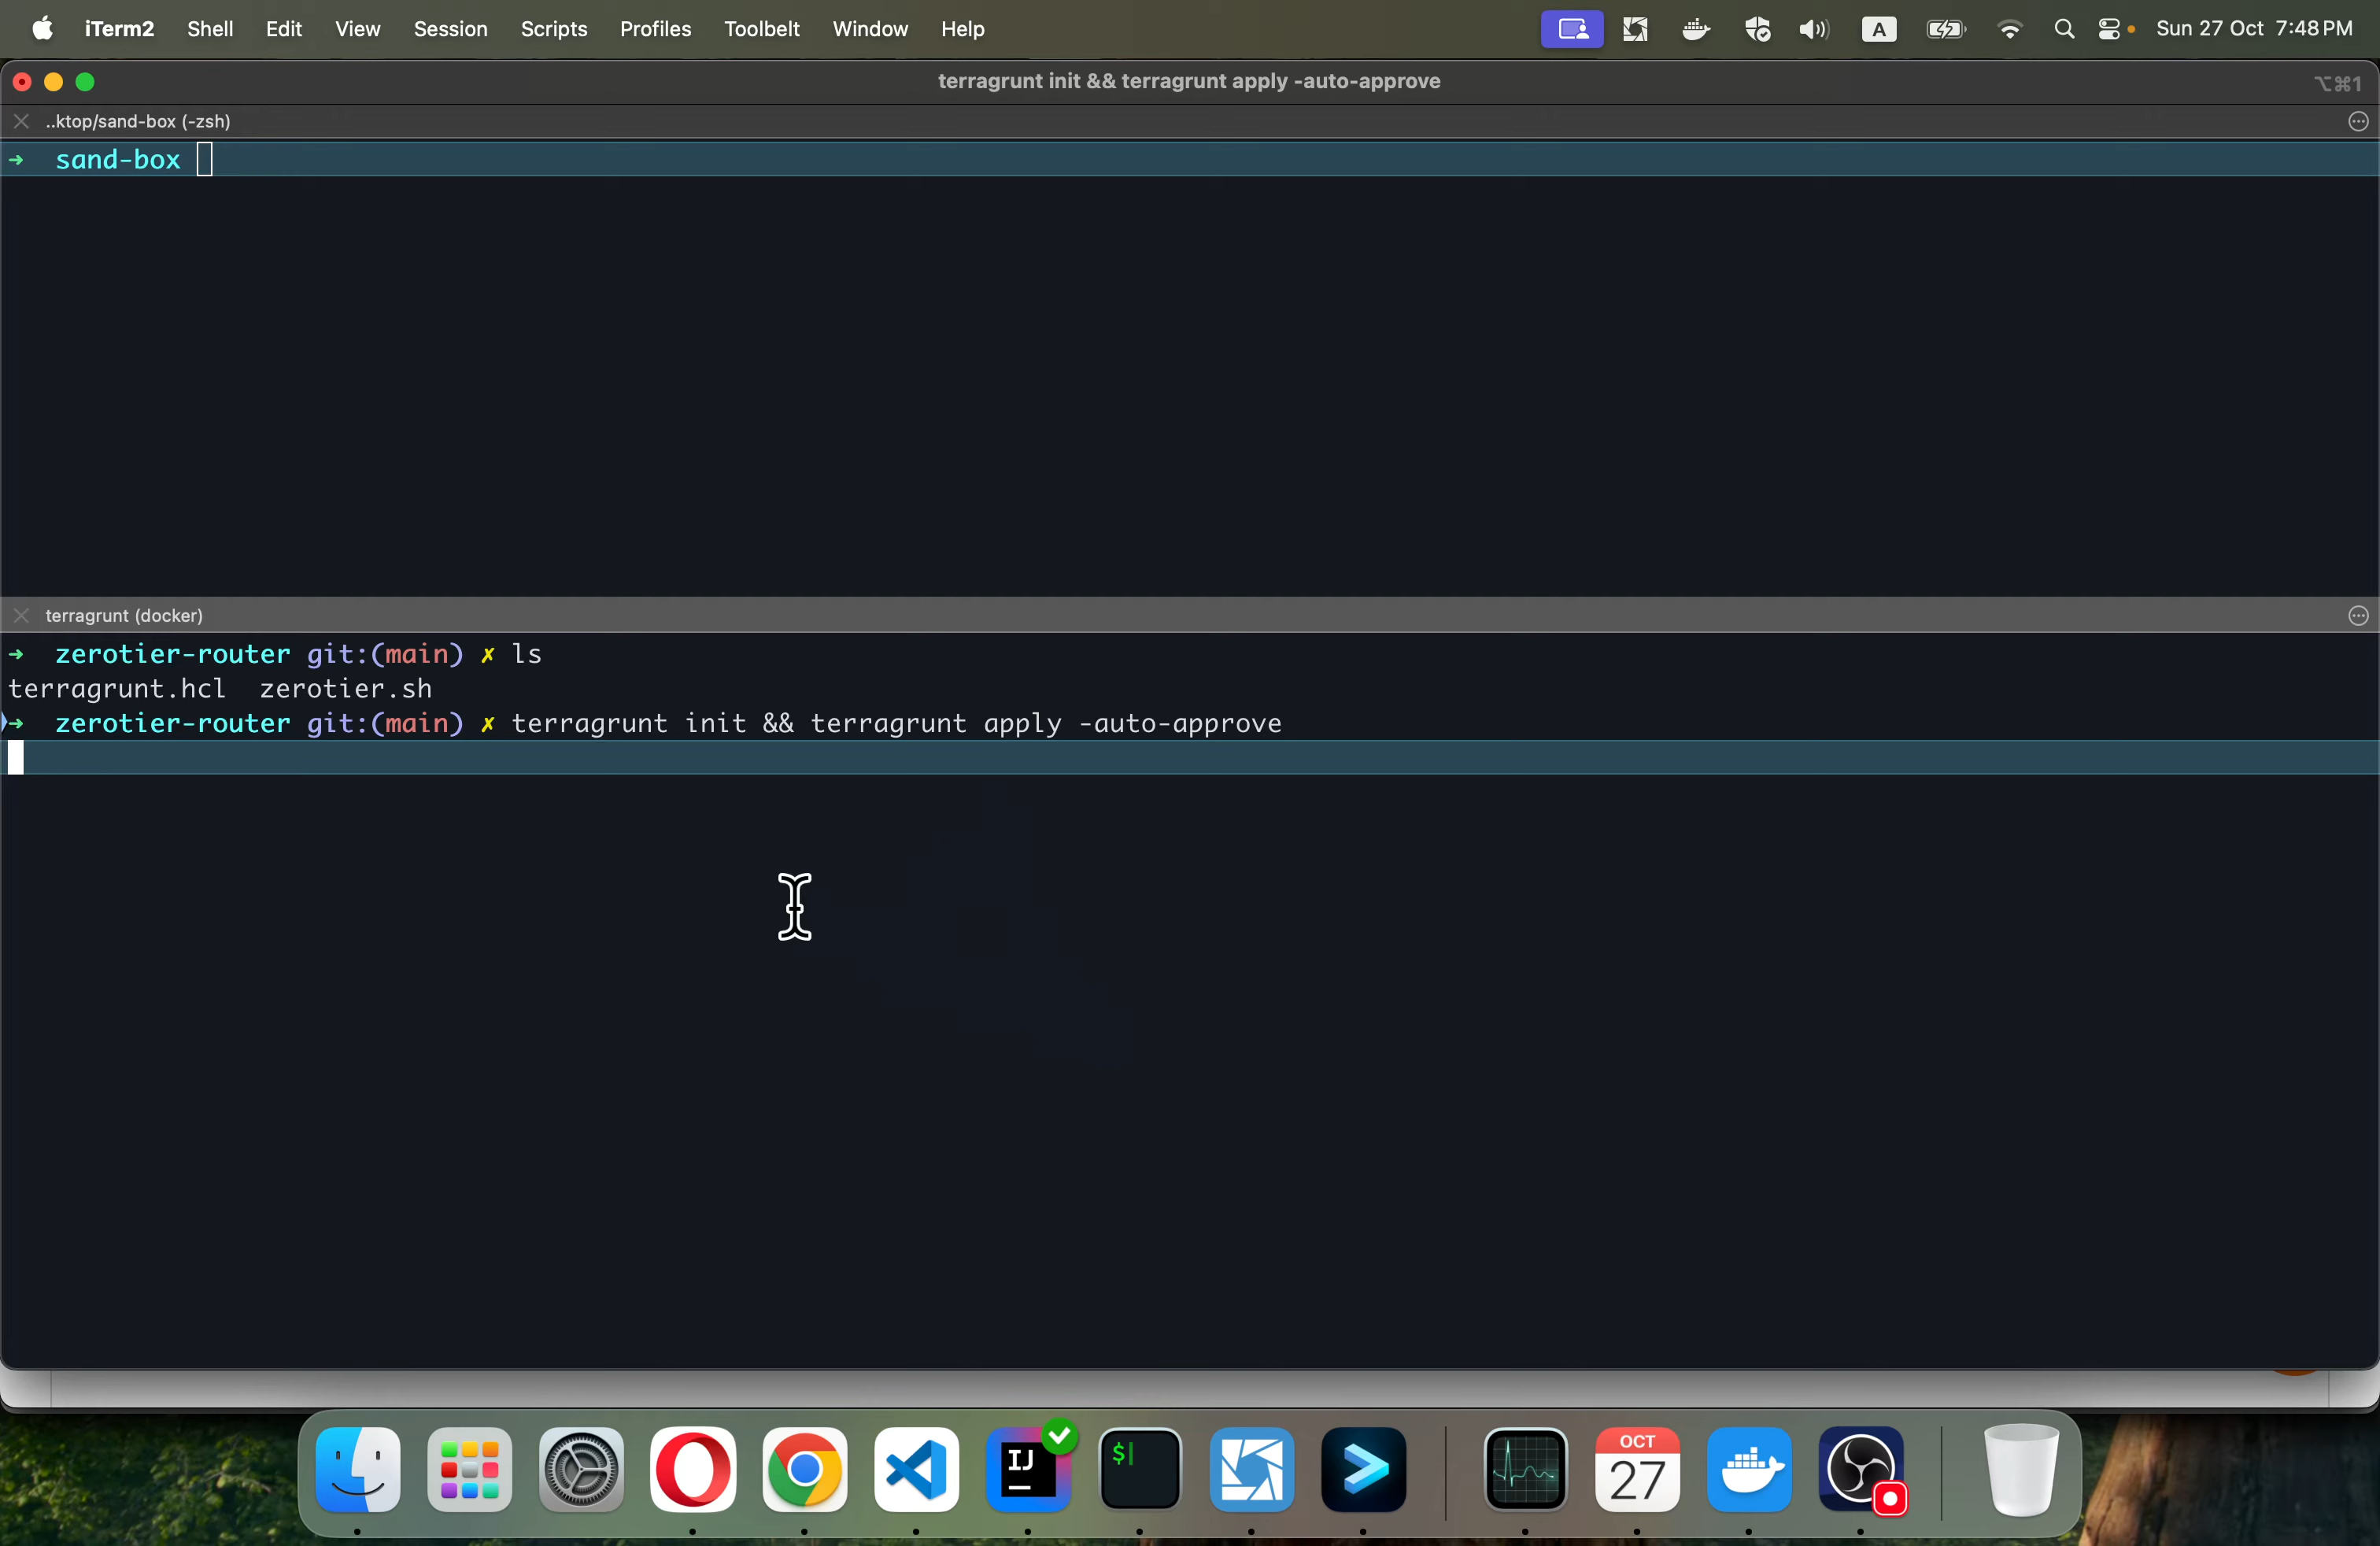 iTerm2 Shell Edit View Session Scripts Profiles Toolbelt Window Help A Sun 27 Oct 7:48 PM
terragrunt init && terragrunt apply -auto-approve ⌥⌘1
..ktop/sand-box (-zsh)
➜ sand-box
terragrunt (docker)
➜ zerotier-router git:(main) ✗ ls
terragrunt.hcl zerotier.sh
➜ zerotier-router git:(main) ✗ terragrunt init && terragrunt apply -auto-approve
IJ
$
OCT
27